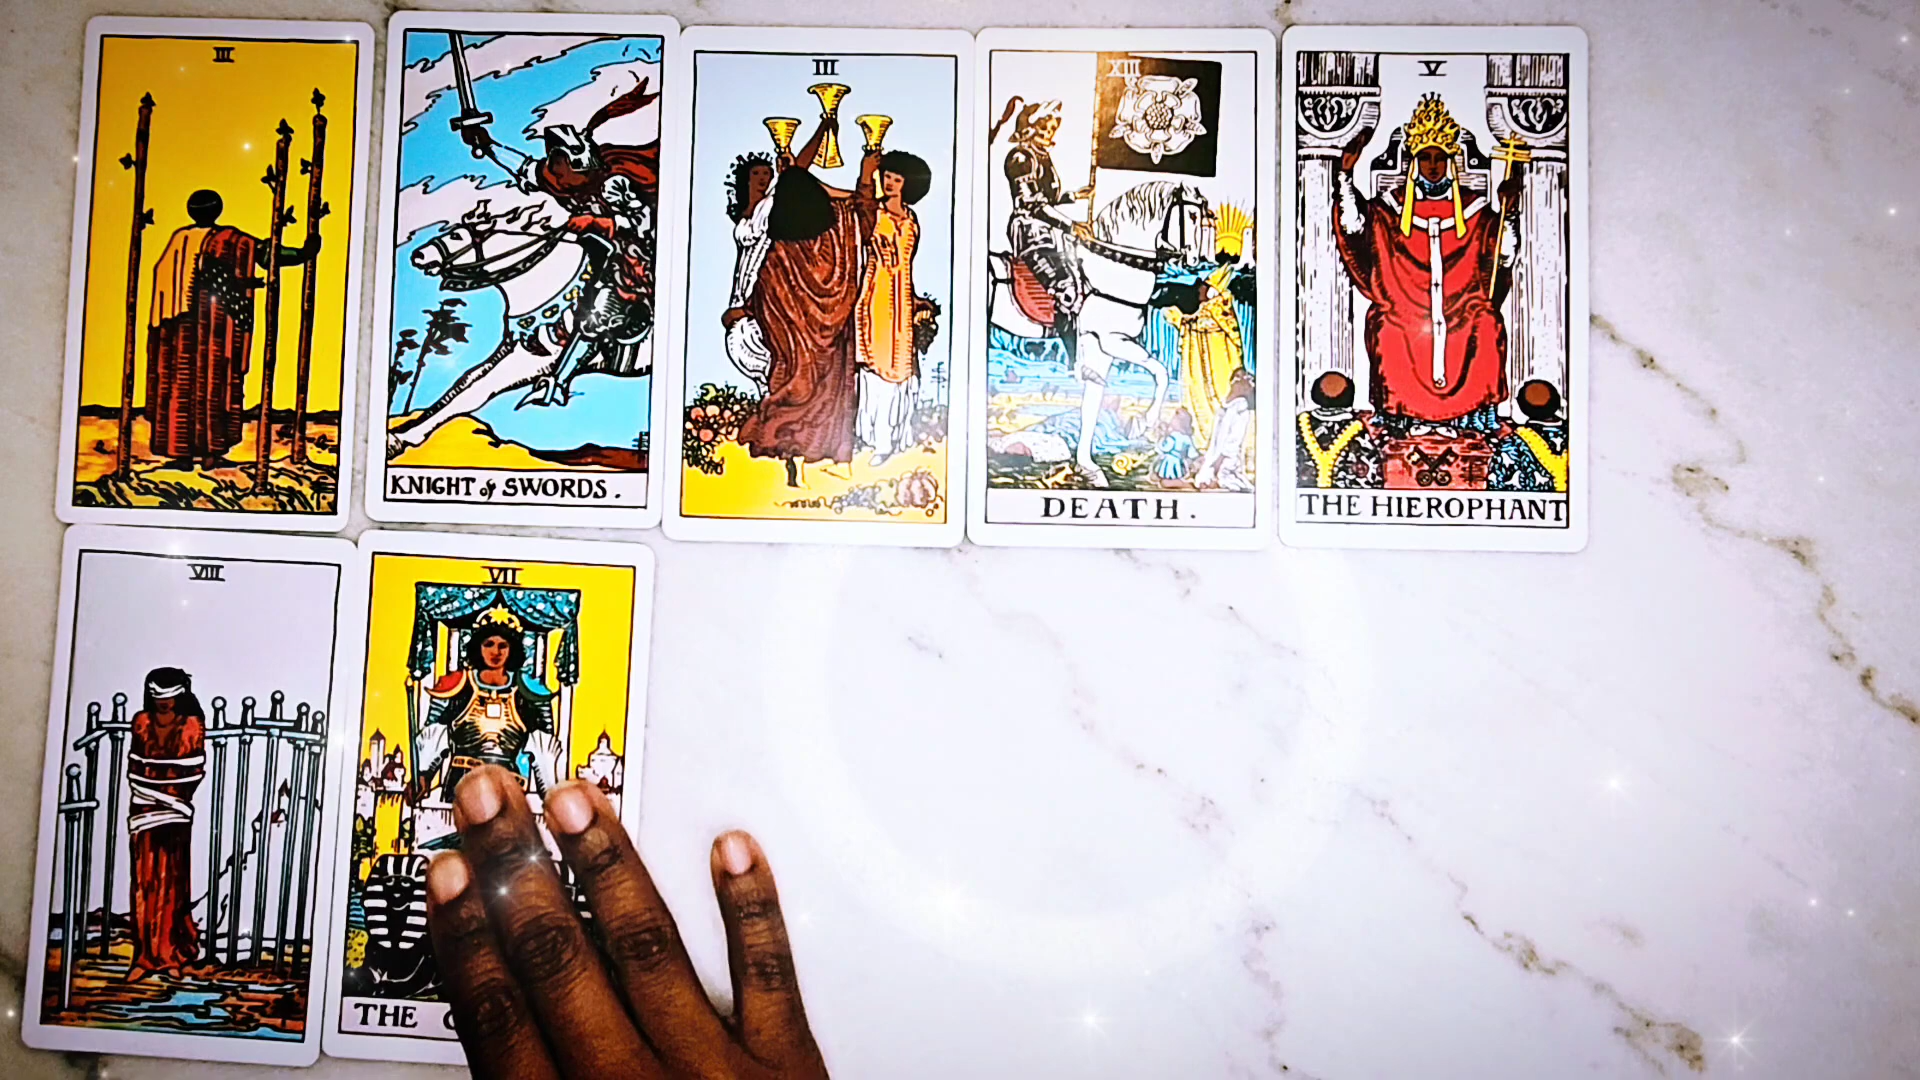 III
KNIGHT of SWORDS.
III
XIII
DEATH.
V
THE HIEROPHANT
VIII
VII
THE